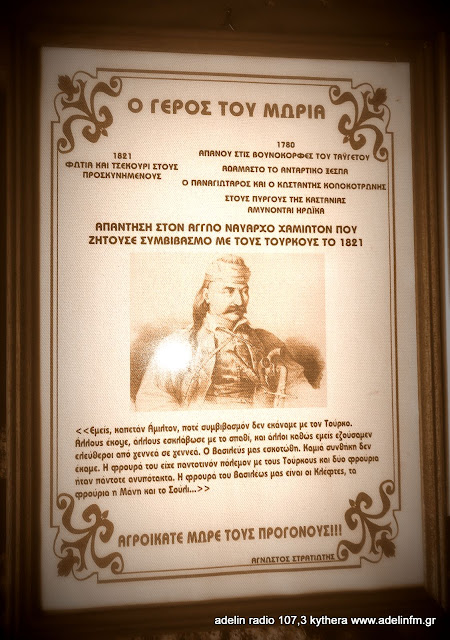 Ο ΓΕΡΟΣ ΤΟΥ ΜΩΡΙΑ
1821
ΦΩΤΙΑ ΚΑΙ ΤΣΕΚΟΥΡΙ ΣΤΟΥΣ
ΠΡΟΣΚΥΝΗΜΕΝΟΥΣ
1780
ΑΠΑΝΟΥ ΣΤΙΣ ΒΟΥΝΟΚΟΡΦΕΣ ΤΟΥ ΤΑΫΓΕΤΟΥ
ΑΔΑΜΑΣΤΟ ΤΟ ΑΝΤΑΡΤΙΚΟ ΞΕΣΠΑ
Ο ΠΑΝΑΓΙΩΤΑΡΟΣ ΚΑΙ Ο ΚΩΣΤΑΝΤΗΣ ΚΟΛΟΚΟΤΡΩΝΗΣ
ΣΤΟΥΣ ΠΥΡΓΟΥΣ ΤΗΣ ΚΑΣΤΑΝΙΑΣ
ΑΜΥΝΟΝΤΑΙ ΗΡΩΪΚΑ
ΑΠΑΝΤΗΣΗ ΣΤΟΝ ΑΓΓΛΟ ΝΑΥΑΡΧΟ ΧΑΜΙΛΤΟΝ ΠΟΥ
ΖΗΤΟΥΣΕ ΣΥΜΒΙΒΑΣΜΟ ΜΕ ΤΟΥΣ ΤΟΥΡΚΟΥΣ ΤΟ 1821
<<Εμείς, καπετάν Άμιλτον, ποτέ συμβιβασμόν δεν εκάναμε με τον Τούρκο.
Άλλους έκοψε, άλλους εσκλάβωσε με το σπαθί, και άλλοι καθώς εμείς εζούσαμεν
ελεύθεροι από γεννεά σε γεννεά. Ο βασιλεύς μας εσκοτώθη. Καμιά συνθήκη δεν
έκαμε. Η φρουρά του είχε παντοτινόν πόλεμον με τους Τούρκους και δύο φρούρια
ήταν πάντοτε ανυπότακτα. Η φρουρά του βασιλέως μας είναι οι Κλέφτες, τα
φρούρια η Μάνη και το Σούλι...>>
ΑΓΡΟΙΚΑΤΕ ΜΩΡΕ ΤΟΥΣ ΠΡΟΓΟΝΟΥΣ!!!
ΑΓΝΩΣΤΟΣ ΣΤΡΑΤΙΩΤΗΣ
adelin radio 107,3 kythera www.adelinfm.gr